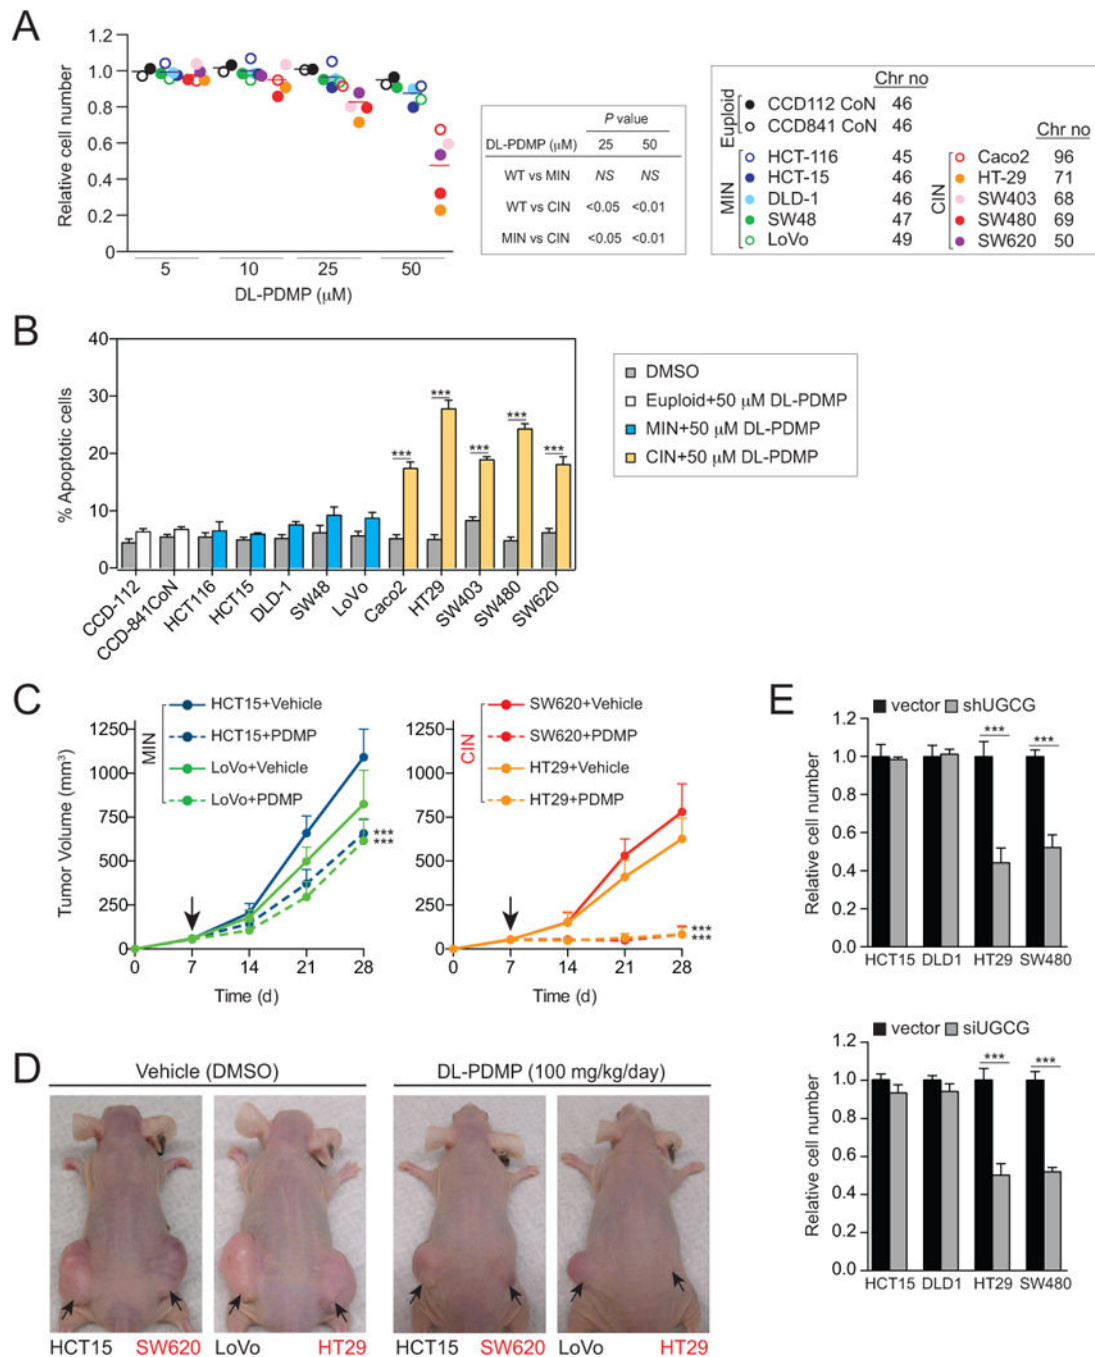 A
Relative cell number
1.2
1.0
0.8
0.6
0.4
0.2
0
5 10 25 50
DL-PDMP (μM)
P value
DL-PDMP (μM) 25 50
WT vs MIN NS NS
WT vs CIN <0.05 <0.01
MIN vs CIN <0.05 <0.01
Chr no
Euploid
CCD112 CoN 46
CCD841 CoN 46
MIN
HCT-116 45
HCT-15 46
DLD-1 46
SW48 47
LoVo 49
Chr no
CIN
Caco2 96
HT-29 71
SW403 68
SW480 69
SW620 50
B
% Apoptotic cells
40
30
20
10
0
*** *** *** *** ***
CCD-112
CCD-841CoN
HCT116
HCT15
DLD-1
SW48
LoVo
Caco2
HT29
SW403
SW480
SW620
DMSO
Euploid+50 μM DL-PDMP
MIN+50 μM DL-PDMP
CIN+50 μM DL-PDMP
C
Tumor Volume (mm³)
1250
1000
750
500
250
0
MIN
HCT15+Vehicle
HCT15+PDMP
LoVo+Vehicle
LoVo+PDMP
***
***
0 7 14 21 28
Time (d)
1250
1000
750
500
250
0
CIN
SW620+Vehicle
SW620+PDMP
HT29+Vehicle
HT29+PDMP
***
***
0 7 14 21 28
Time (d)
D
Vehicle (DMSO)
DL-PDMP (100 mg/kg/day)
HCT15 SW620 LoVo HT29
HCT15 SW620 LoVo HT29
E
vector shUGCG
Relative cell number
1.2
1.0
0.8
0.6
0.4
0.2
0.0
*** ***
HCT15 DLD1 HT29 SW480
vector siUGCG
Relative cell number
1.2
1.0
0.8
0.6
0.4
0.2
0.0
*** ***
HCT15 DLD1 HT29 SW480